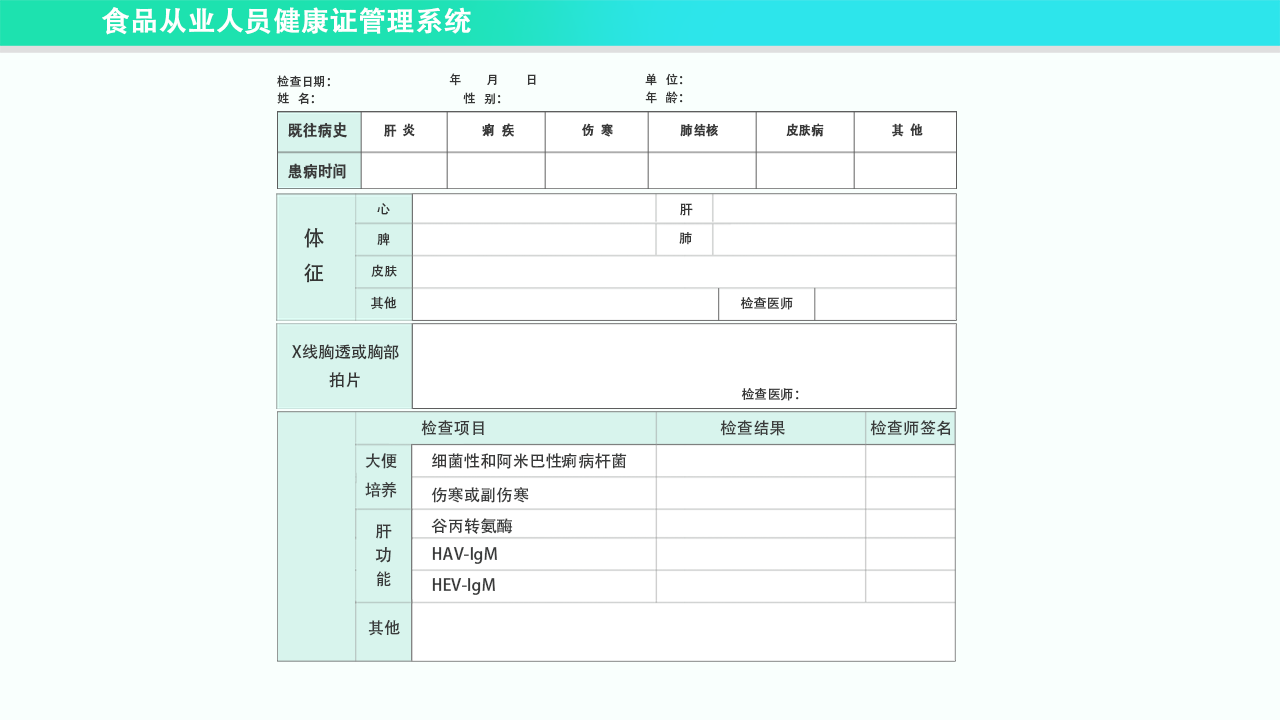 食品从业人员健康证管理系统
检查日期： 年 月 日 单 位：
姓 名： 性 别： 年 龄：
既往病史 肝 炎 痢 疾 伤 寒 肺结核 皮肤病 其 他
患病时间
体征
心 肝
脾 肺
皮肤
其他 检查医师
X线胸透或胸部
拍片
检查医师：
检查项目 检查结果 检查师签名
大便
培养
细菌性和阿米巴性痢病杆菌
伤寒或副伤寒
肝功能
谷丙转氨酶
HAV-IgM
HEV-IgM
其他